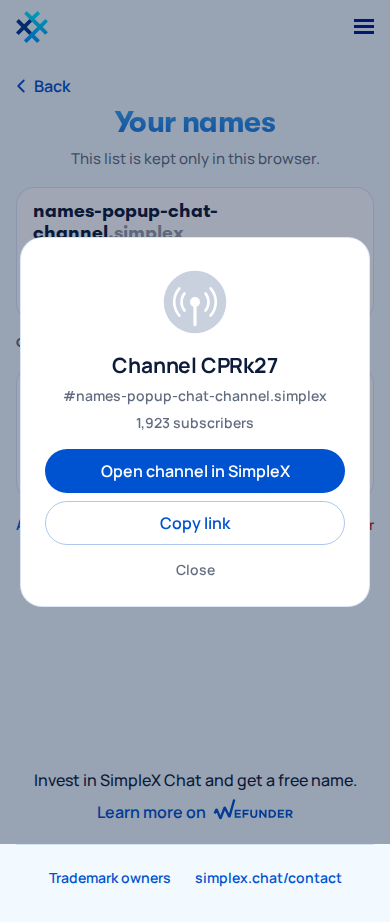 Back
Your names
This list is kept only in this browser.
names-popup-chat-
channel.simplex
Channel CPRk27
#names-popup-chat-channel.simplex
1,923 subscribers
Open channel in SimpleX
Copy link
Close
Invest in SimpleX Chat and get a free name.
Learn more on WEFUNDER
Trademark owners simplex.chat/contact